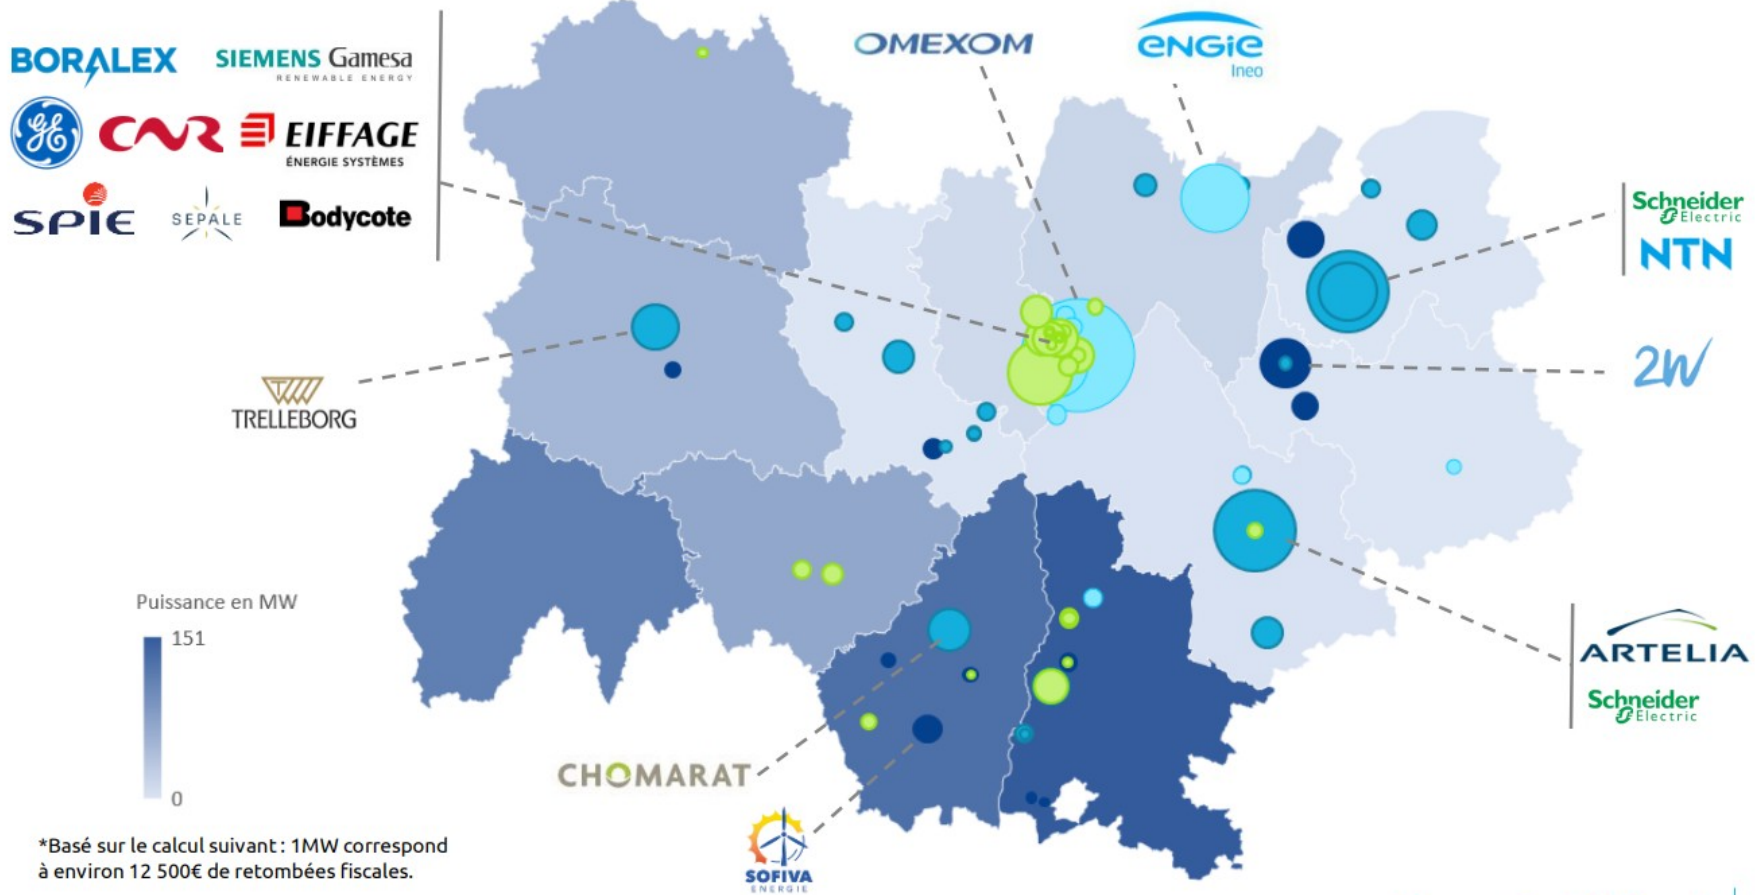 BORALEX
SIEMENS Gamesa
RENEWABLE ENERGY
GE
CNR
EIFFAGE
ÉNERGIE SYSTÈMES
SPIE
SEPALE
Bodycote
OMEXOM
ENGIE
Ineo
Schneider
Electric
NTN
2W
TRELLEBORG
Puissance en MW
151
0
ARTELIA
Schneider
Electric
CHOMARAT
SOFIVA
ENERGIE
*Basé sur le calcul suivant : 1MW correspond
à environ 12 500€ de retombées fiscales.